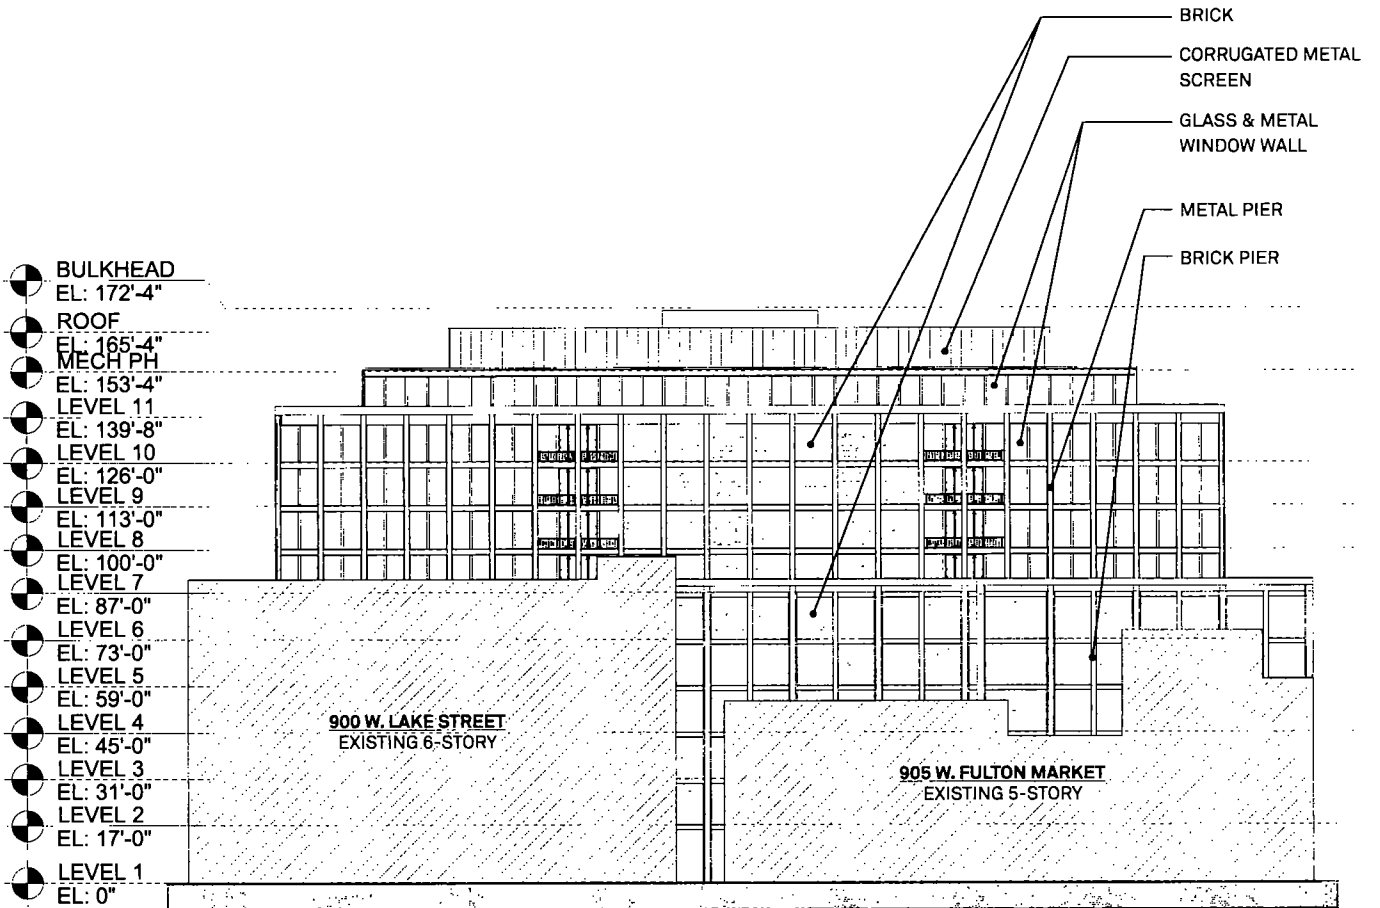 BRICK
CORRUGATED METAL
SCREEN
GLASS & METAL
WINDOW WALL
METAL PIER
BRICK PIER
BULKHEAD
EL: 172'-4"
ROOF
EL: 165'-4"
MECH PH
EL: 153'-4"
LEVEL 11
EL: 139'-8"
LEVEL 10
EL: 126'-0"
LEVEL 9
EL: 113'-0"
LEVEL 8
EL: 100'-0"
LEVEL 7
EL: 87'-0"
LEVEL 6
EL: 73'-0"
LEVEL 5
EL: 59'-0"
LEVEL 4
EL: 45'-0"
LEVEL 3
EL: 31'-0"
LEVEL 2
EL: 17'-0"
LEVEL 1
EL: 0"
900 W. LAKE STREET
EXISTING 6-STORY
905 W. FULTON MARKET
EXISTING 5-STORY